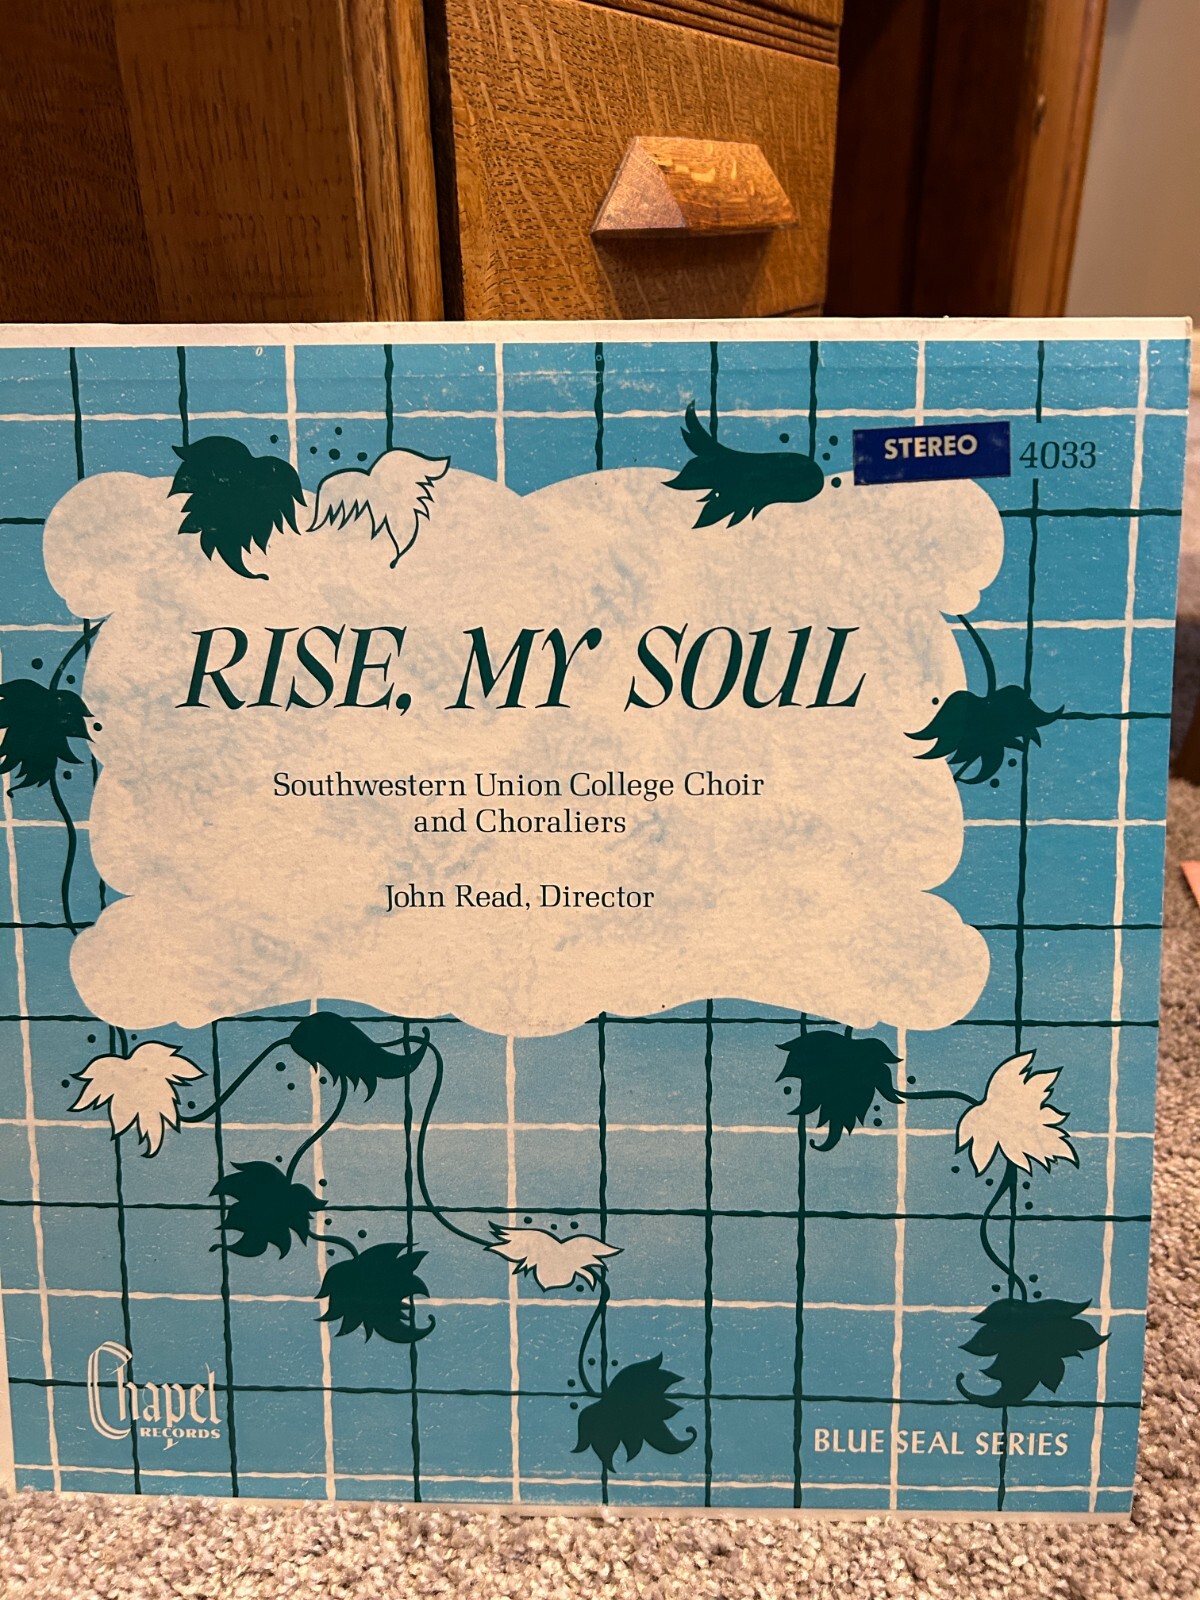 STEREO 4033
RISE, MY SOUL
Southwestern Union College Choir
and Choraliers
John Read, Director
Chapel
RECORDS
BLUE SEAL SERIES